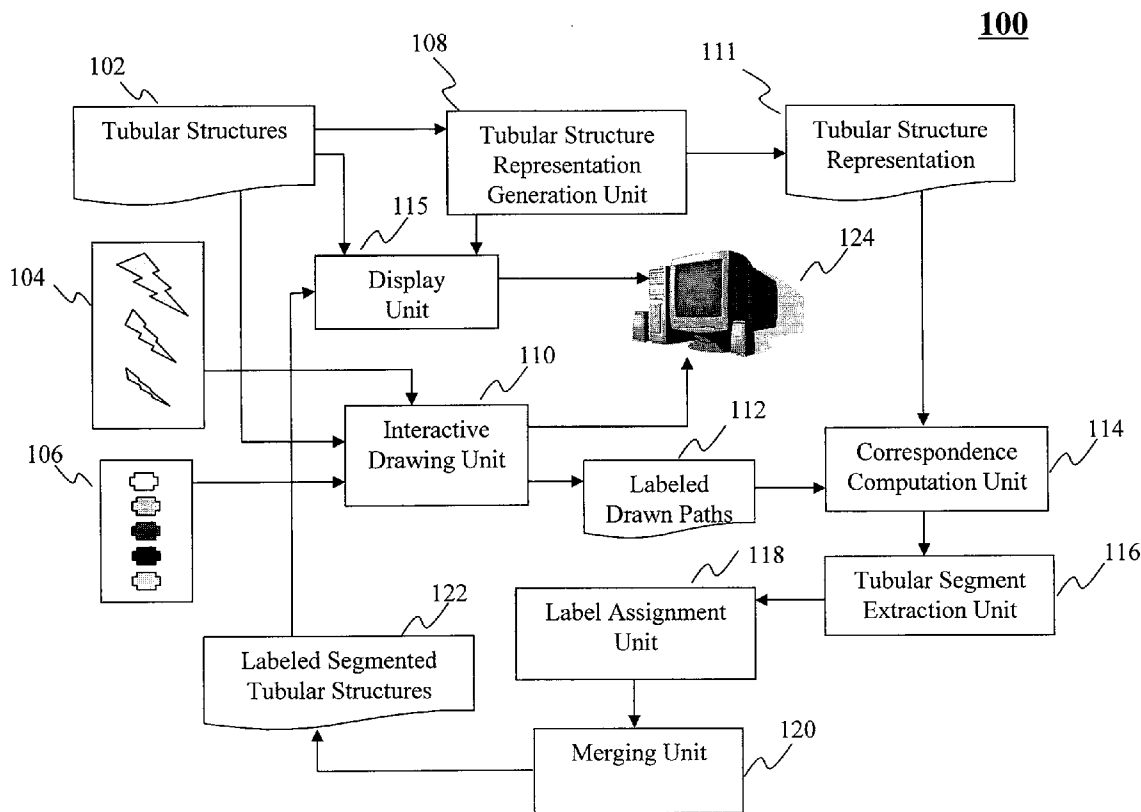 100
102
108
111
Tubular Structures
Tubular Structure
Representation
Generation Unit
Tubular Structure
Representation
115
124
104
Display
Unit
110
112
114
106
Interactive
Drawing Unit
Correspondence
Computation Unit
Labeled
Drawn Paths
118
116
122
Label Assignment
Unit
Tubular Segment
Extraction Unit
Labeled Segmented
Tubular Structures
120
Merging Unit